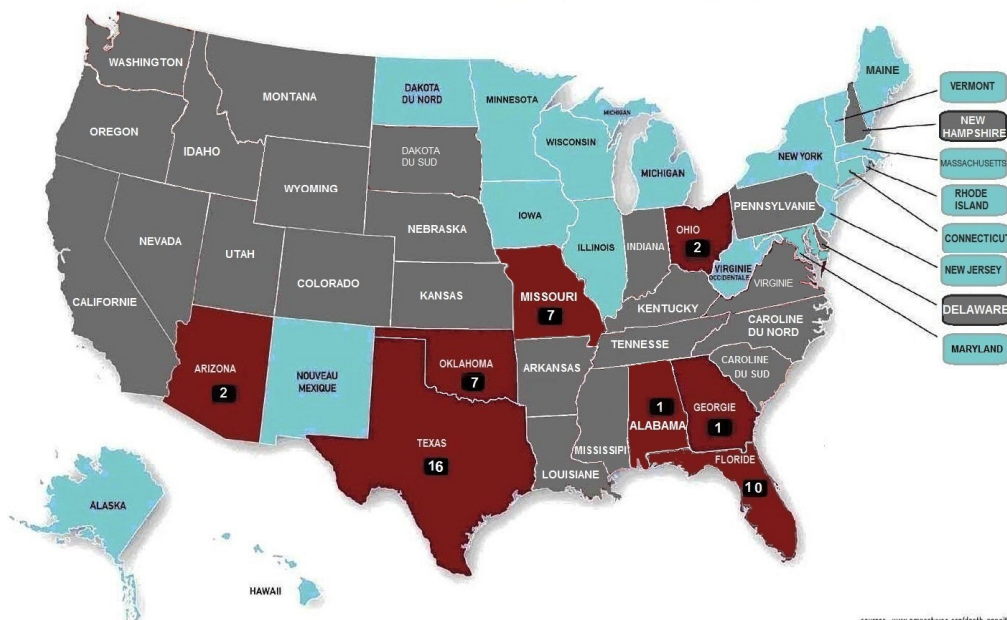 WASHINGTON
MONTANA
DAKOTA
DU NORD
MINNESOTA
MICHIGAN
MAINE
VERMONT
OREGON
IDAHO
DAKOTA
DU SUD
WISCONSIN
MICHIGAN
NEW YORK
NEW
HAMPSHIRE
WYOMING
MASSACHUSETTS
NEVADA
UTAH
COLORADO
NEBRASKA
IOWA
ILLINOIS
INDIANA
OHIO
2
PENNSYLVANIE
RHODE
ISLAND
CONNECTICUT
CALIFORNIE
KANSAS
MISSOURI
7
KENTUCKY
VIRGINIE
OCCIDENTALE
VIRGINIE
NEW JERSEY
DELAWARE
MARYLAND
ARIZONA
2
NOUVEAU
MEXIQUE
OKLAHOMA
7
ARKANSAS
TENNESSE
CAROLINE
DU NORD
CAROLINE
DU SUD
TEXAS
16
LOUISIANE
MISSISSIPI
1
ALABAMA
GEORGIE
1
FLORIDE
10
ALASKA
HAWAII